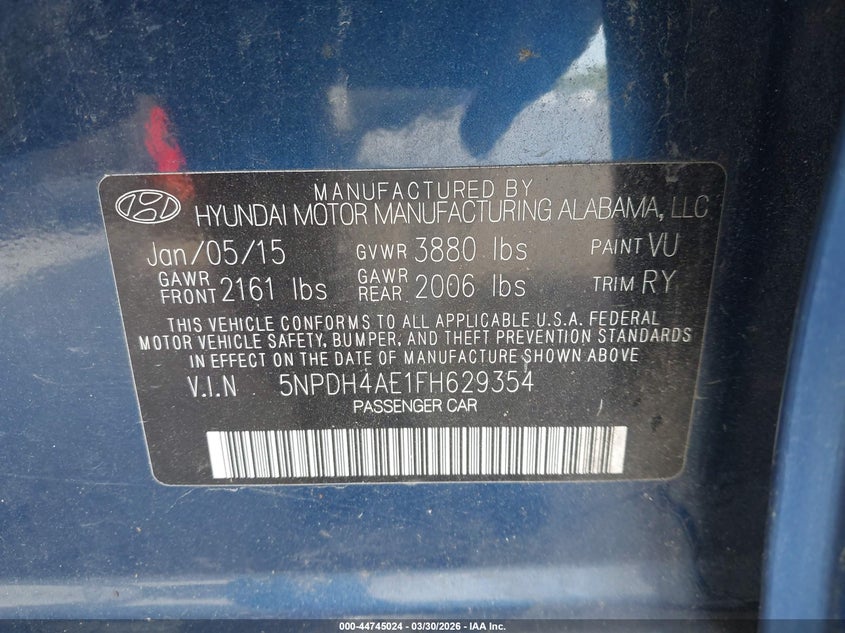 MANUFACTURED BY
HYUNDAI MOTOR MANUFACTURING ALABAMA, LLC
Jan/05/15 GVWR 3880 lbs PAINT VU
GAWR FRONT 2161 lbs GAWR REAR 2006 lbs TRIM RY
THIS VEHICLE CONFORMS TO ALL APPLICABLE U.S.A. FEDERAL
MOTOR VEHICLE SAFETY, BUMPER, AND THEFT PREVENTION STANDARDS
IN EFFECT ON THE DATE OF MANUFACTURE SHOWN ABOVE
V.I.N 5NPDH4AE1FH629354
PASSENGER CAR
000-44745024 - 03/30/2026 - IAA Inc.